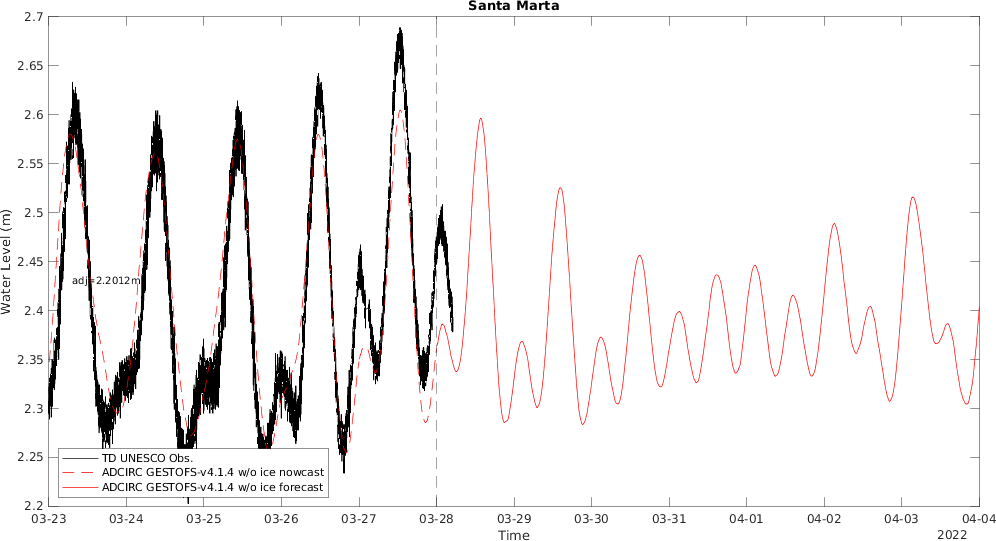 Santa Marta
Water Level (m)
2.7
2.65
2.6
2.55
2.5
2.45
2.4
2.35
2.3
2.25
2.2
adj=2.2012m
TD UNESCO Obs.
ADCIRC GESTOFS-v4.1.4 w/o ice nowcast
ADCIRC GESTOFS-v4.1.4 w/o ice forecast
03-23 03-24 03-25 03-26 03-27 03-28 03-29 03-30 03-31 04-01 04-02 04-03 04-04
Time
2022